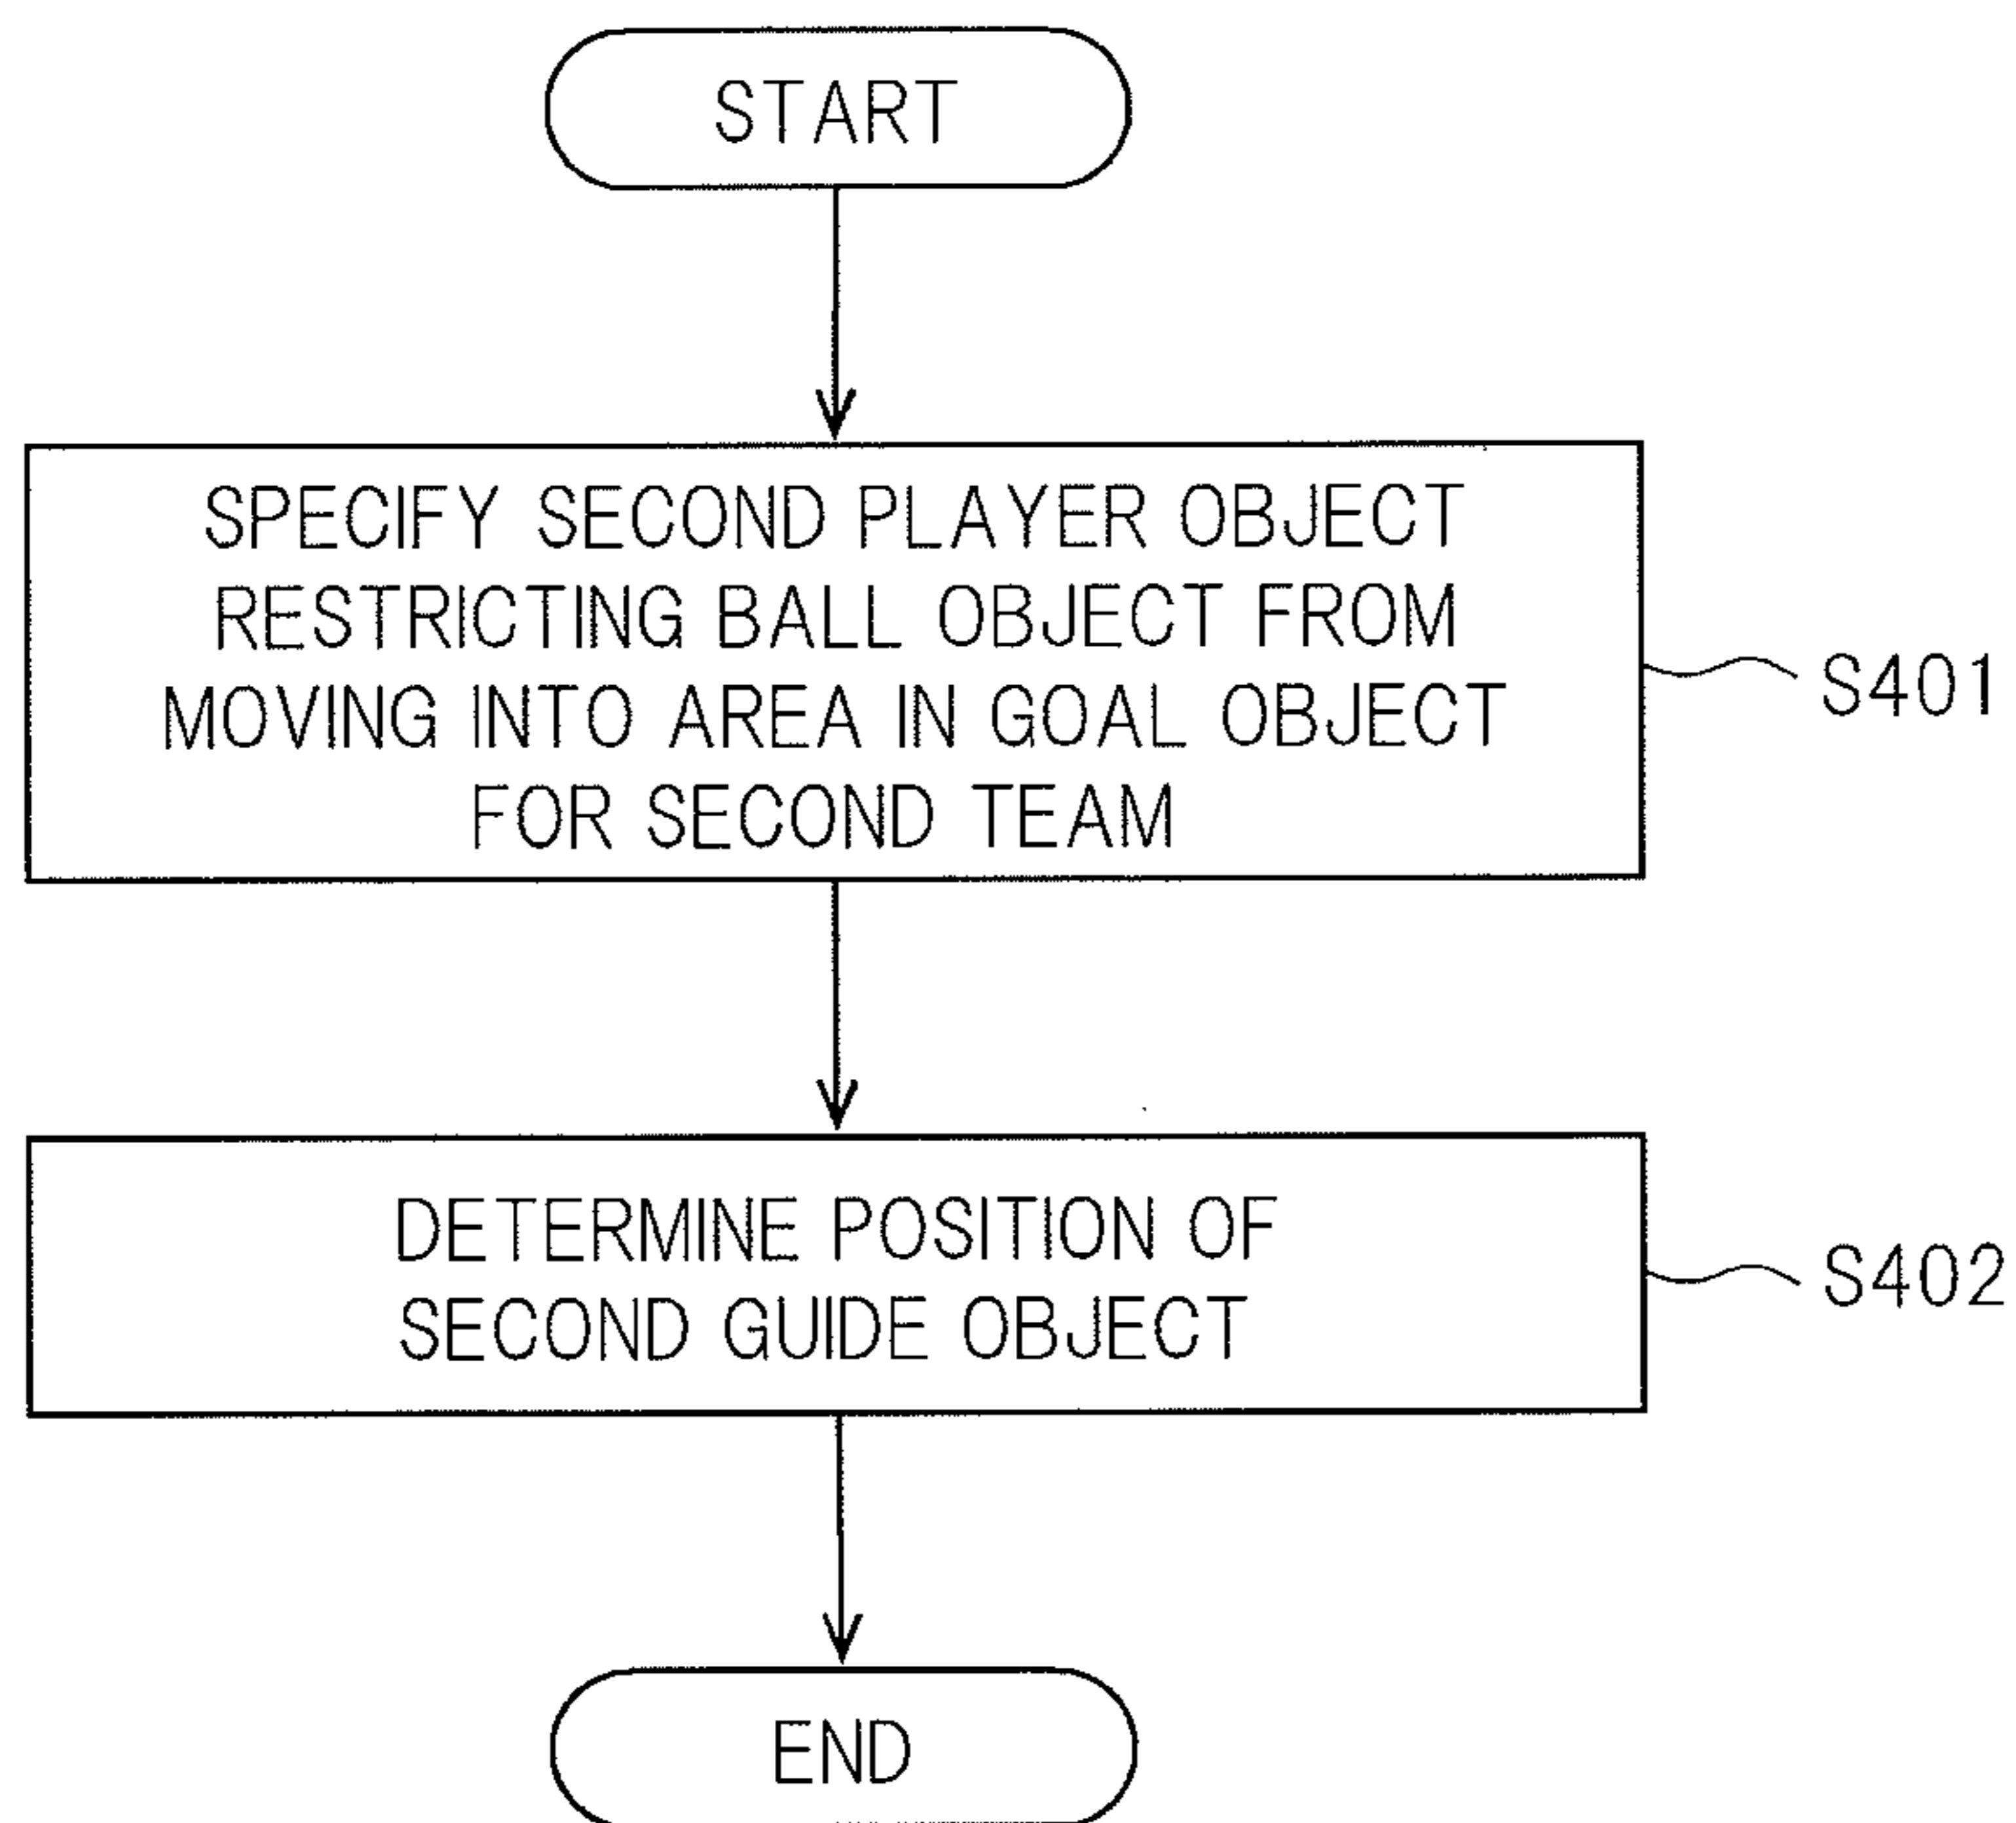 START
SPECIFY SECOND PLAYER OBJECT
RESTRICTING BALL OBJECT FROM
MOVING INTO AREA IN GOAL OBJECT
FOR SECOND TEAM
S401
DETERMINE POSITION OF
SECOND GUIDE OBJECT
S402
END